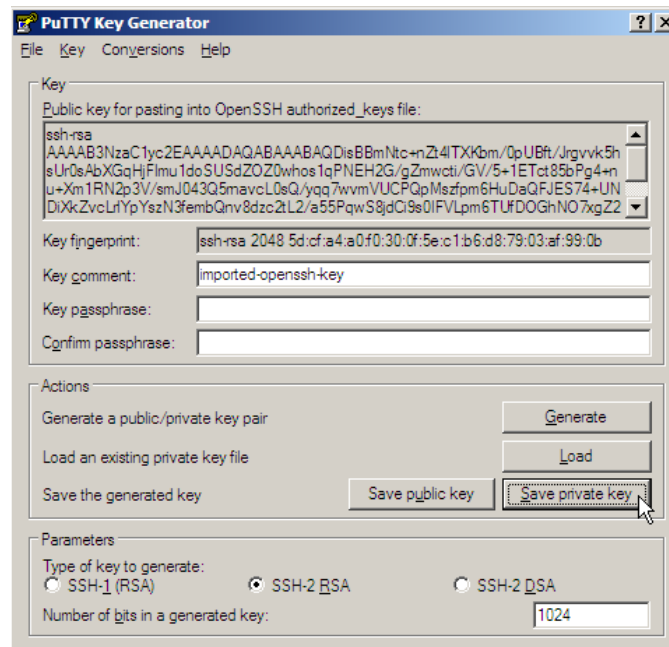 PuTTY Key Generator
File Key Conversions Help
Key
Public key for pasting into OpenSSH authorized_keys file:
ssh-rsa
AAAAB3NzaC1yc2EAAAADAQABAAABAQDisBBmNtc+nZt4ITXKbm/0pUBft/Jrgvvk5h
sUr0sAbXGqHjFlmu1doSUSdZOZ0whos1qPNEH2G/gZmwcti/GV/5+1ETct85bPg4+n
u+Xm1RN2p3V/smJ043Q5mavcL0sQ/yqq7wvmVUCPQpMszfpm6HuDaQFJES74+UN
DiXkZvcLrlYpYszN3fembQnv8dzc2tL2/a55PqwS8jdCi9s0IFVLpm6TUfDOGhNO7xgZ2
Key fingerprint: ssh-rsa 2048 5d:cf:a4:a0:f0:30:0f:5e:c1:b6:d8:79:03:af:99:0b
Key comment: imported-openssh-key
Key passphrase:
Confirm passphrase:
Actions
Generate a public/private key pair Generate
Load an existing private key file Load
Save the generated key Save public key Save private key
Parameters
Type of key to generate:
SSH-1 (RSA) SSH-2 RSA SSH-2 DSA
Number of bits in a generated key: 1024